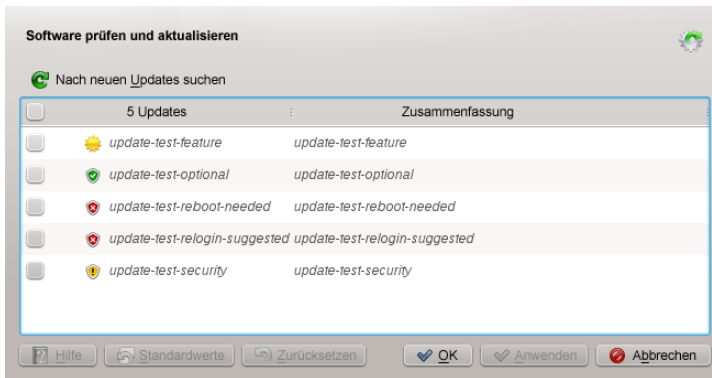 Software prüfen und aktualisieren
Nach neuen Updates suchen
5 Updates Zusammenfassung
update-test-feature update-test-feature
update-test-optional update-test-optional
update-test-reboot-needed update-test-reboot-needed
update-test-relogin-suggested update-test-relogin-suggested
update-test-security update-test-security
Hilfe Standardwerte Zurücksetzen OK Anwenden Abbrechen